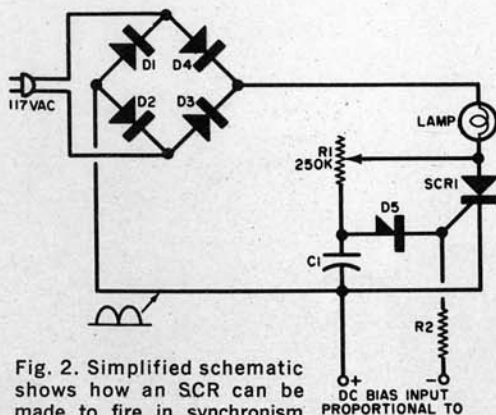 D1
D4
117VAC
D2
D3
LAMP
R1
250K
SCR1
D5
C1
R2
+
−
Fig. 2. Simplified schematic
shows how an SCR can be
made to fire in synchronism
DC BIAS INPUT
PROPORTIONAL TO